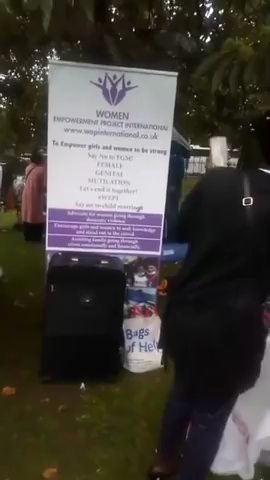 WOMEN
EMPOWERMENT PROJECT INTERNATIONAL
www.wepinternational.co.uk
To Empower girls and women to be strong
Say No to FGM!
FEMALE
GENITAL
MUTILATION
Let's end it together!
#WEPI
Say no to child marriage
Advocate for women going through
domestic violence
Encourage girls and women to seek knowledge
and stand out in the crowd
Assisting family going through
crises emotionally and financially.
Bags
of Help